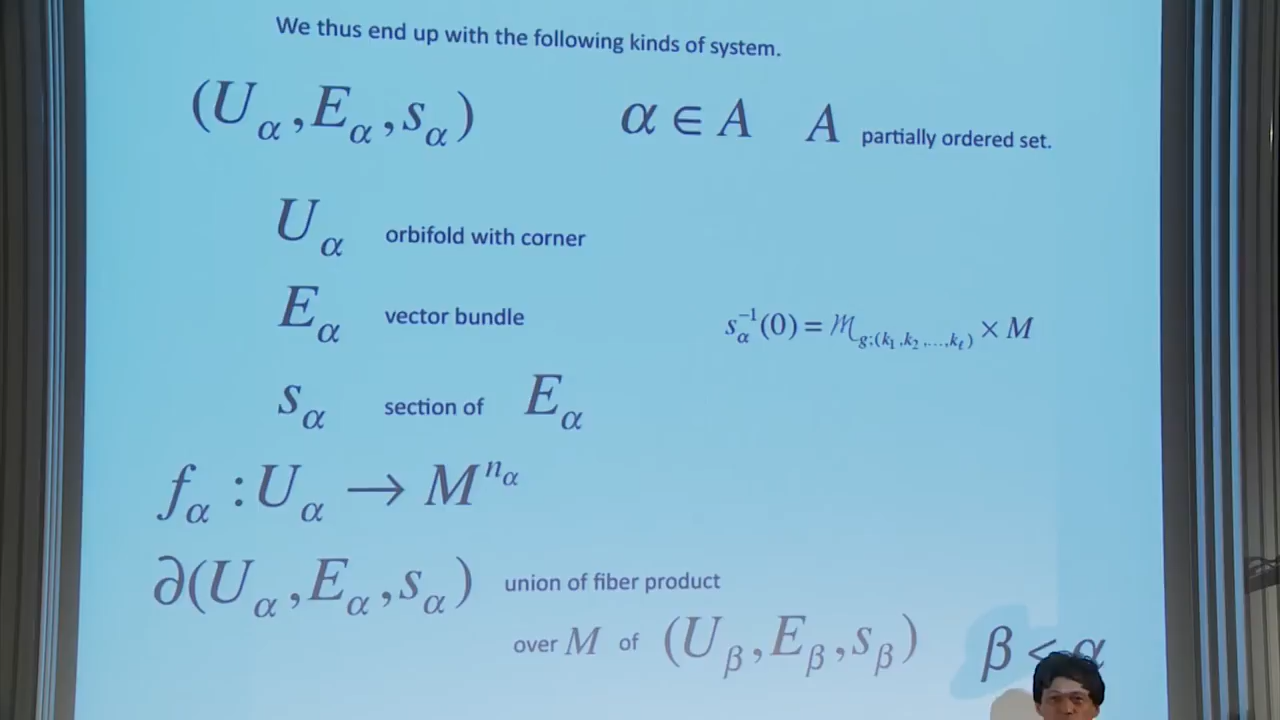 We thus end up with the following kinds of system.
(U_α, E_α, s_α) α ∈ A A partially ordered set.
U_α orbifold with corner
E_α vector bundle s_α^{-1}(0) = ℳ_{g;(k_1,k_2,...,k_ℓ)} × M
s_α section of E_α
f_α : U_α → M^{n_α}
∂(U_α, E_α, s_α) union of fiber product
over M of (U_β, E_β, s_β) β < α